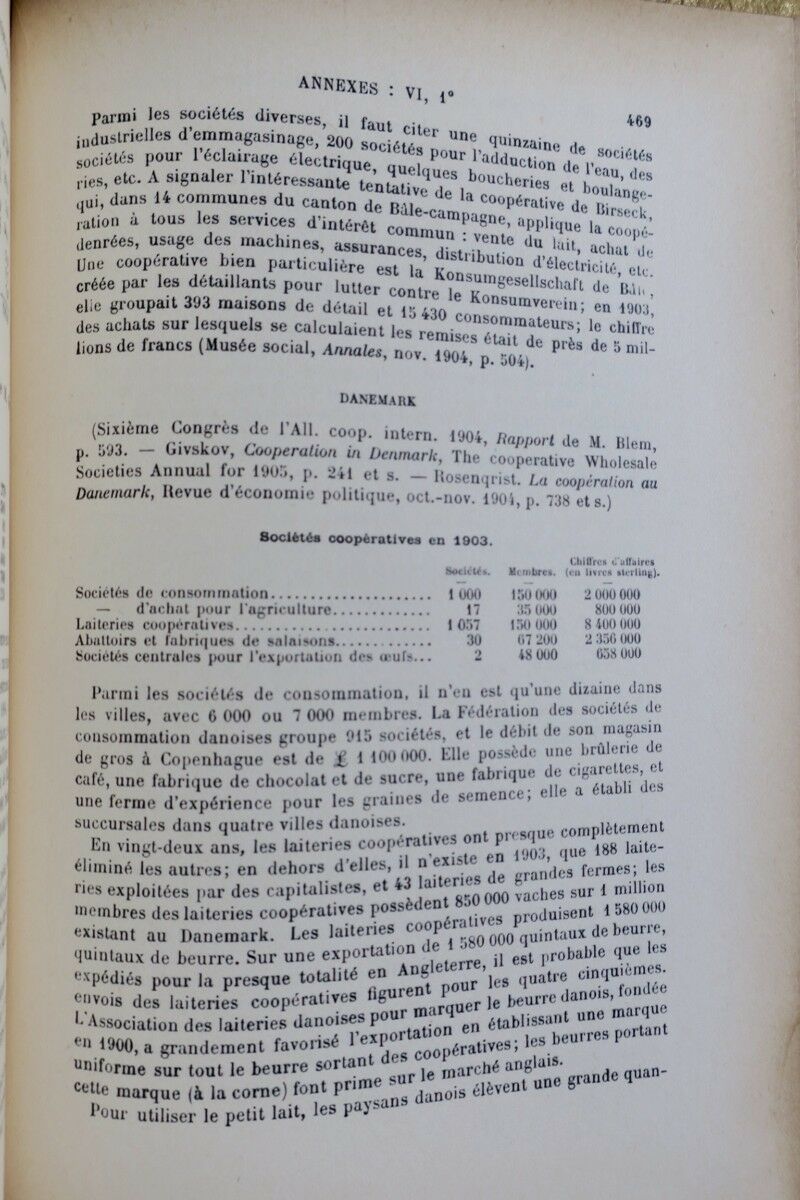 ANNEXES : VI, 1° 469
Parmi les sociétés diverses, il faut citer une quinzaine de sociétés
industrielles d'emmagasinage, 200 sociétés pour l'adduction de l'eau, des
sociétés pour l'éclairage électrique, quelques boucheries et boulange-
ries, etc. A signaler l'intéressante tentative de la coopérative de Birseck,
qui, dans 14 communes du canton de Bâle-campagne, applique la coopé-
ration à tous les services d'intérêt commun : vente du lait, achat de
denrées, usage des machines, assurances, distribution d'électricité, etc.
Une coopérative bien particulière est la Konsumgesellschaft de Bâle,
créée par les détaillants pour lutter contre le Konsumverein; en 1903,
elle groupait 393 maisons de détail et 15 430 consommateurs; le chiffre
des achats sur lesquels se calculaient les remises était de près de 5 mil-
lions de francs (Musée social, Annales, nov. 1904, p. 504).
DANEMARK
(Sixième Congrès de l'All. coop. intern. 1904, Rapport de M. Blem,
p. 593. — Givskov, Cooperation in Denmark, The cooperative Wholesale
Societies Annual for 1905, p. 241 et s. — Rosenqrist. La coopération au
Danemark, Revue d'économie politique, oct.-nov. 1904, p. 738 et s.)
Sociétés coopératives en 1903.
Sociétés. Membres. Chiffres d'affaires
(en livres sterling).
Sociétés de consommation..................... 1 000 150 000 2 000 000
— d'achat pour l'agriculture............. 17 35 000 800 000
Laiteries coopératives......................... 1 057 150 000 8 400 000
Abattoirs et fabriques de salaisons............. 30 67 200 2 356 000
Sociétés centrales pour l'exportation des œufs... 2 48 000 658 000
Parmi les sociétés de consommation, il n'en est qu'une dizaine dans
les villes, avec 6 000 ou 7 000 membres. La Fédération des sociétés de
consommation danoises groupe 915 sociétés, et le débit de son magasin
de gros à Copenhague est de £ 1 100 000. Elle possède une brûlerie de
café, une fabrique de chocolat et de sucre, une fabrique de cigarettes, et
une ferme d'expérience pour les graines de semence; elle a établi des
succursales dans quatre villes danoises.
En vingt-deux ans, les laiteries coopératives ont presque complètement
éliminé les autres; en dehors d'elles, il n'existe en 1903, que 188 laite-
ries exploitées par des capitalistes, et 43 laiteries de grandes fermes; les
membres des laiteries coopératives possèdent 850 000 vaches sur 1 million
existant au Danemark. Les laiteries coopératives produisent 1 580 000
quintaux de beurre. Sur une exportation de 1 580 000 quintaux de beurre,
expédiés pour la presque totalité en Angleterre, il est probable que les
envois des laiteries coopératives figurent pour les quatre cinquièmes.
L'Association des laiteries danoises pour marquer le beurre danois, fondée
en 1900, a grandement favorisé l'exportation en établissant une marque
uniforme sur tout le beurre sortant des coopératives; les beurres portant
cette marque (à la corne) font prime sur le marché anglais.
Pour utiliser le petit lait, les paysans danois élèvent une grande quan-